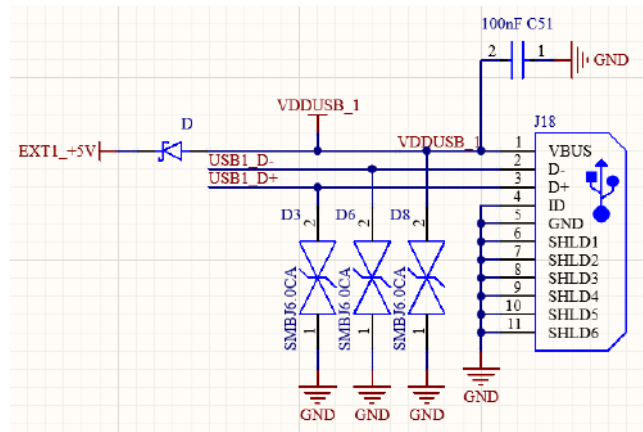 100nF C51
2 1
GND
VDDUSB_1
D
J18
EXT1_+5V
VDDUSB_1
1 VBUS
USB1_D-
2 D-
USB1_D+
3 D+
4 ID
5 GND
6 SHLD1
7 SHLD2
8 SHLD3
9 SHLD4
10 SHLD5
11 SHLD6
D3 2 D6 2 D8 2
SMBJ6.0CA SMBJ6.0CA SMBJ6.0CA
1 1 1
GND GND GND
GND